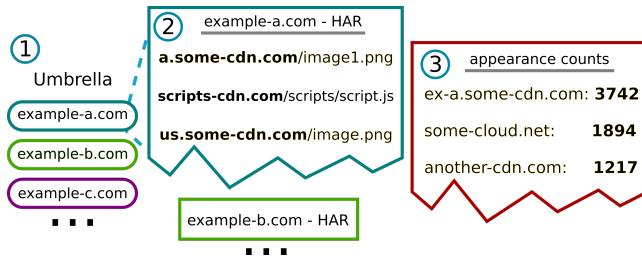 1
Umbrella
example-a.com
example-b.com
example-c.com
...
2
example-a.com - HAR
a.some-cdn.com/image1.png
scripts-cdn.com/scripts/script.js
us.some-cdn.com/image.png
example-b.com - HAR
...
3
appearance counts
ex-a.some-cdn.com: 3742
some-cloud.net: 1894
another-cdn.com: 1217